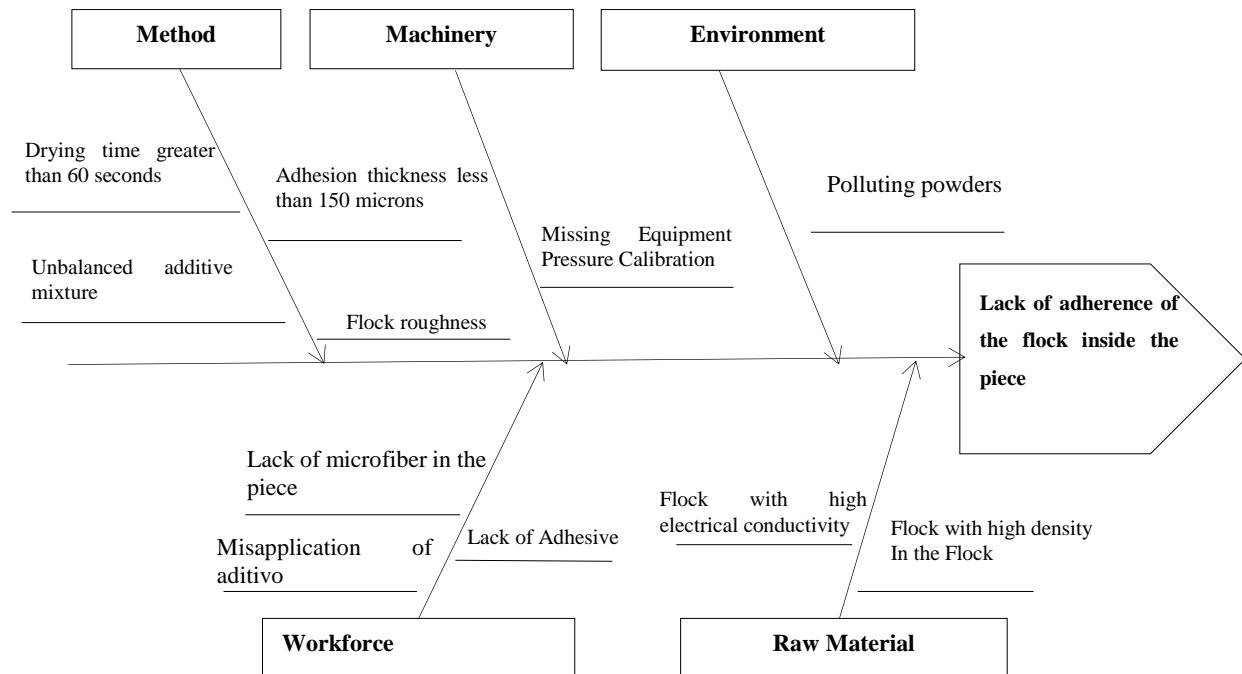 Method
Machinery
Environment
Drying time greater
than 60 seconds
Adhesion thickness less
than 150 microns
Polluting powders
Missing Equipment
Pressure Calibration
Unbalanced additive
mixture
Flock roughness
Lack of adherence of
the flock inside the
piece
Lack of microfiber in the
piece
Lack of Adhesive
Misapplication of
aditivo
Flock with high
electrical conductivity
Flock with high density
In the Flock
Workforce
Raw Material